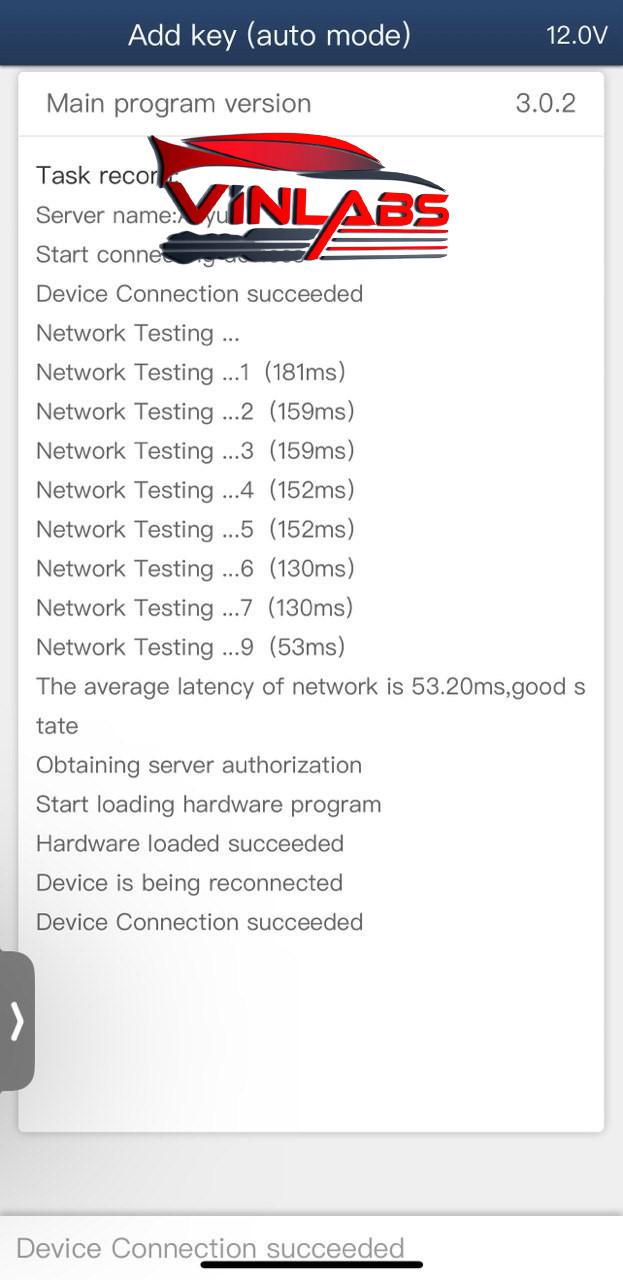 Add key (auto mode)
12.0V
Main program version
3.0.2
Task recor
VINLABS
Server name:
Start conne
Device Connection succeeded
Network Testing ...
Network Testing ...1 (181ms)
Network Testing ...2 (159ms)
Network Testing ...3 (159ms)
Network Testing ...4 (152ms)
Network Testing ...5 (152ms)
Network Testing ...6 (130ms)
Network Testing ...7 (130ms)
Network Testing ...9 (53ms)
The average latency of network is 53.20ms,good s
tate
Obtaining server authorization
Start loading hardware program
Hardware loaded succeeded
Device is being reconnected
Device Connection succeeded
Device Connection succeeded